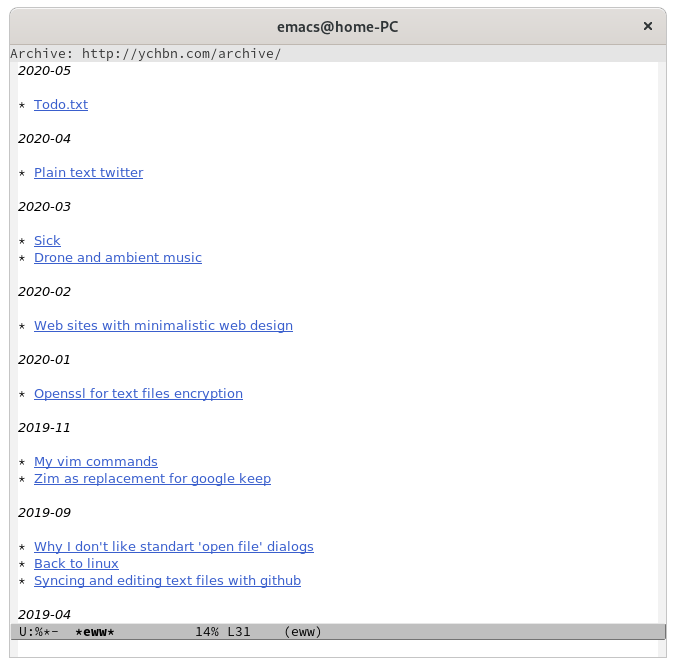 emacs@home-PC ×
Archive: http://ychbn.com/archive/
2020-05
* Todo.txt
2020-04
* Plain text twitter
2020-03
* Sick
* Drone and ambient music
2020-02
* Web sites with minimalistic web design
2020-01
* Openssl for text files encryption
2019-11
* My vim commands
* Zim as replacement for google keep
2019-09
* Why I don't like standart 'open file' dialogs
* Back to linux
* Syncing and editing text files with github
2019-04
U:%*- *eww* 14% L31 (eww)